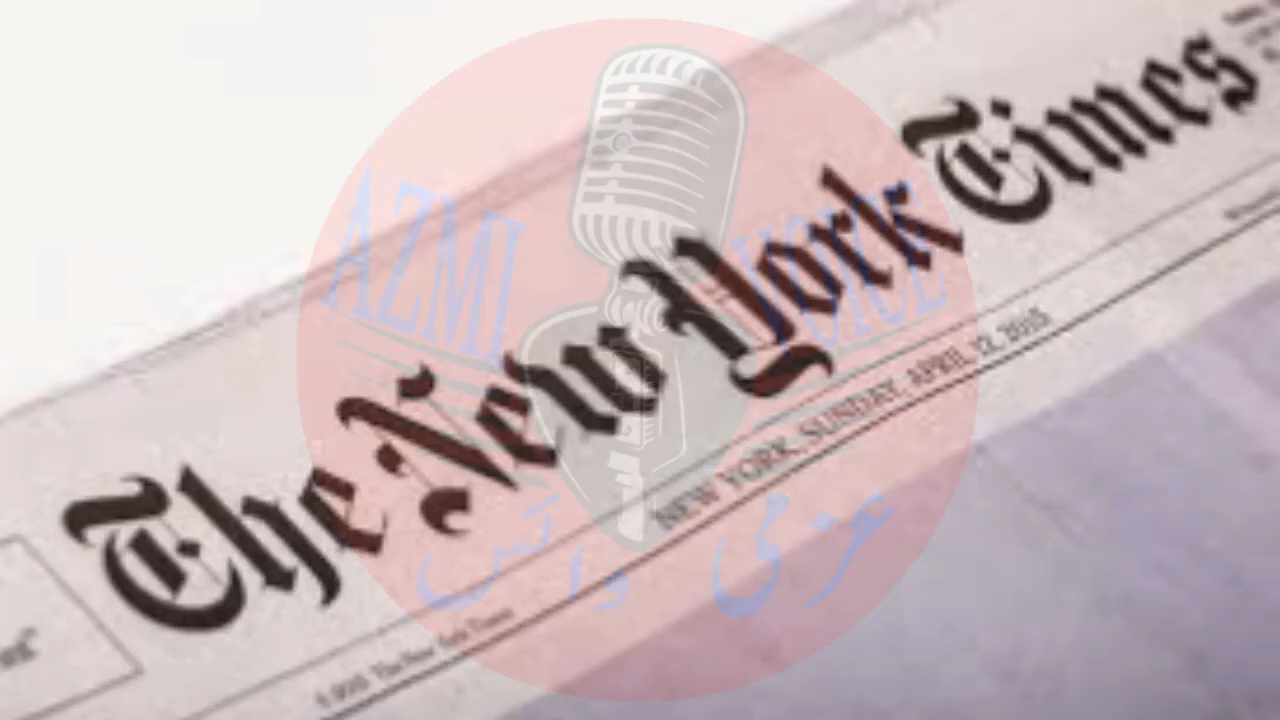 The New York Times
NEW YORK, SUNDAY, APRIL 12, 2015
AZMI VOICE
عزمی وائس